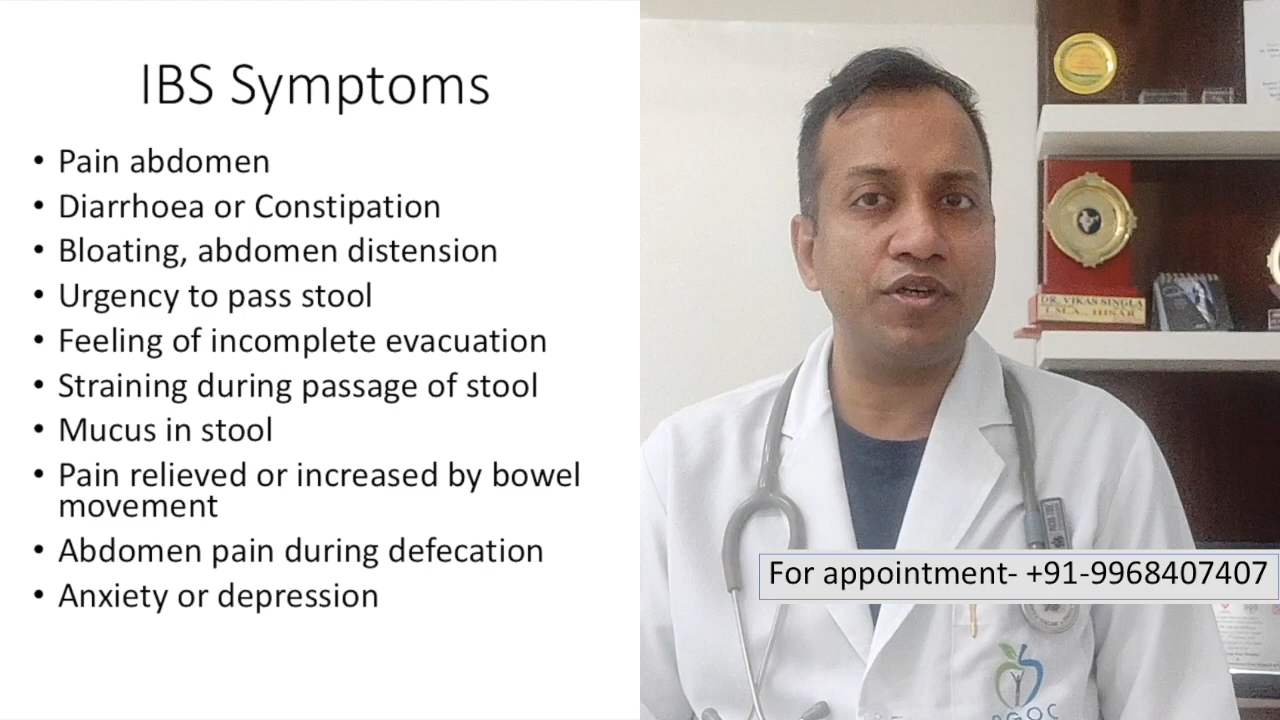 IBS Symptoms
• Pain abdomen
• Diarrhoea or Constipation
• Bloating, abdomen distension
• Urgency to pass stool
• Feeling of incomplete evacuation
• Straining during passage of stool
• Mucus in stool
• Pain relieved or increased by bowel
movement
• Abdomen pain during defecation
• Anxiety or depression
DR. VIKAS SINGLA
I.M.A., HISAR
For appointment- +91-9968407407